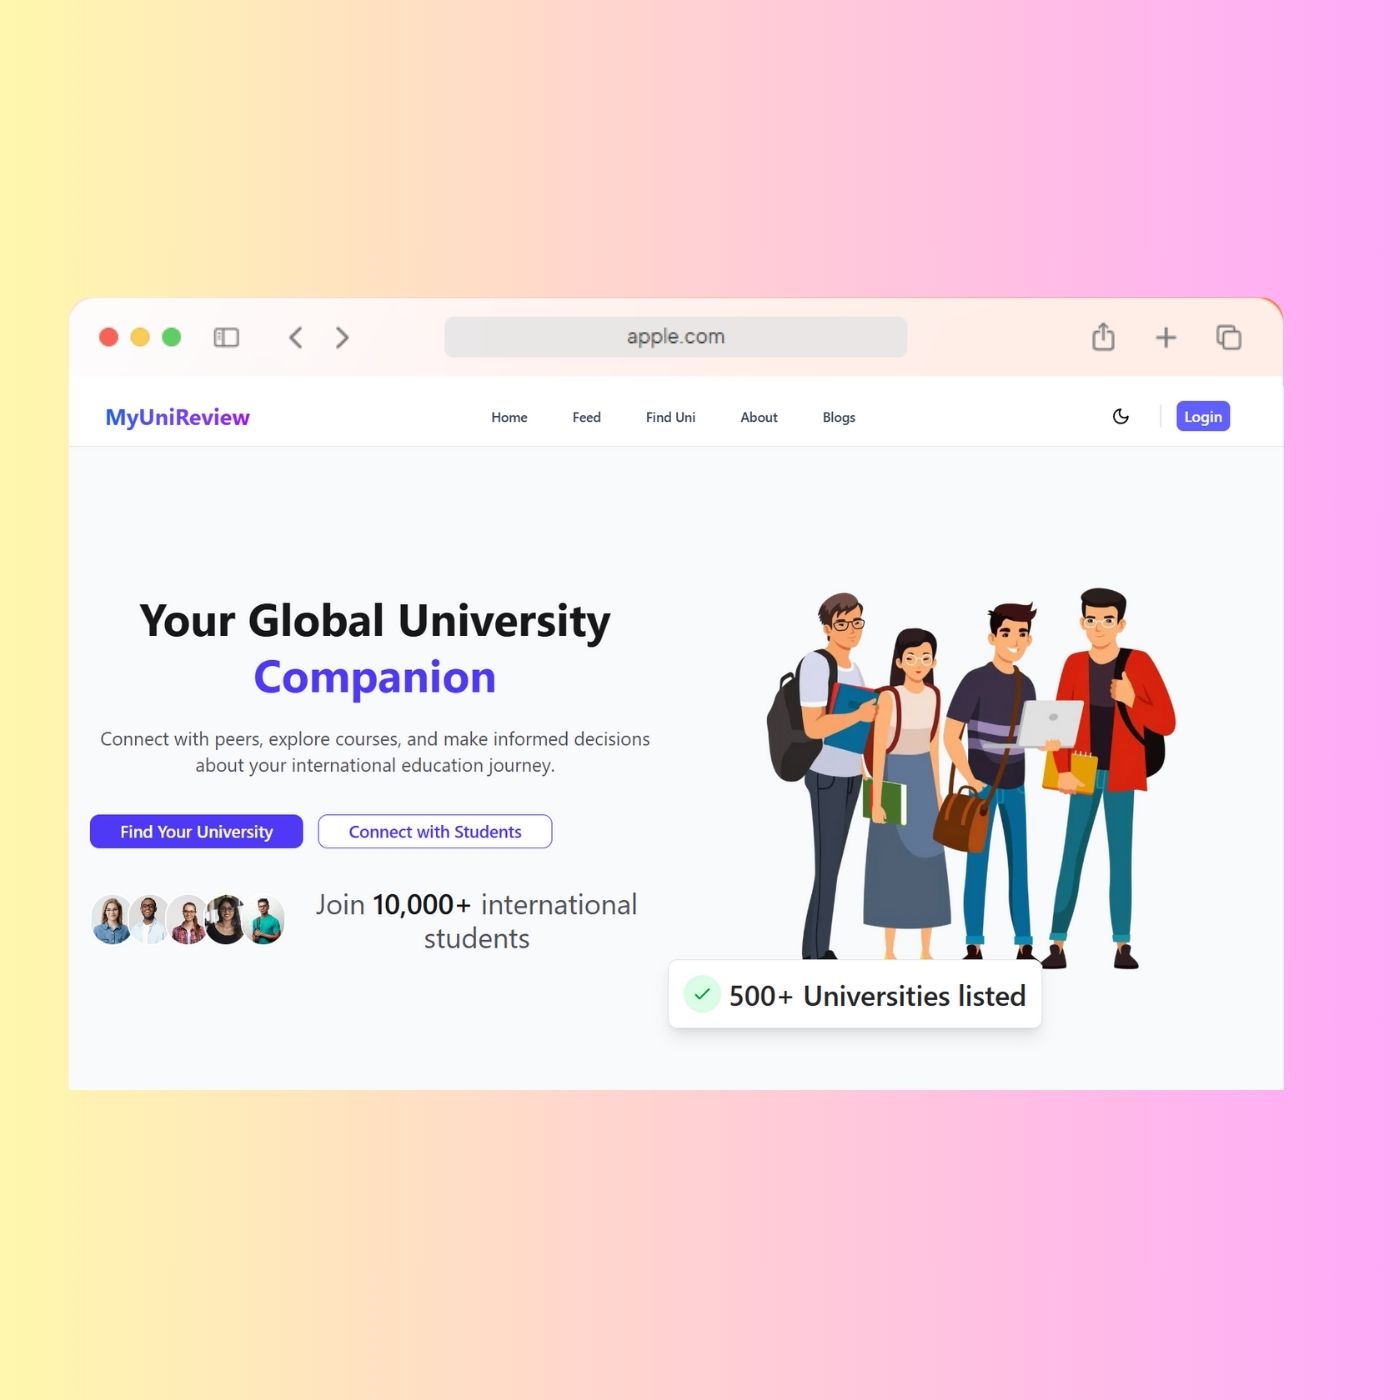 apple.com
MyUniReview
Home Feed Find Uni About Blogs
Login
Your Global University
Companion
Connect with peers, explore courses, and make informed decisions
about your international education journey.
Find Your University
Connect with Students
Join 10,000+ international
students
500+ Universities listed